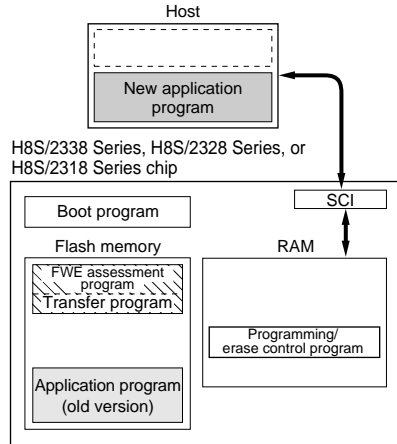 Host
New application
program
H8S/2338 Series, H8S/2328 Series, or
H8S/2318 Series chip
SCI
Boot program
Flash memory
RAM
FWE assessment
program
Transfer program
Programming/
erase control program
Application program
(old version)